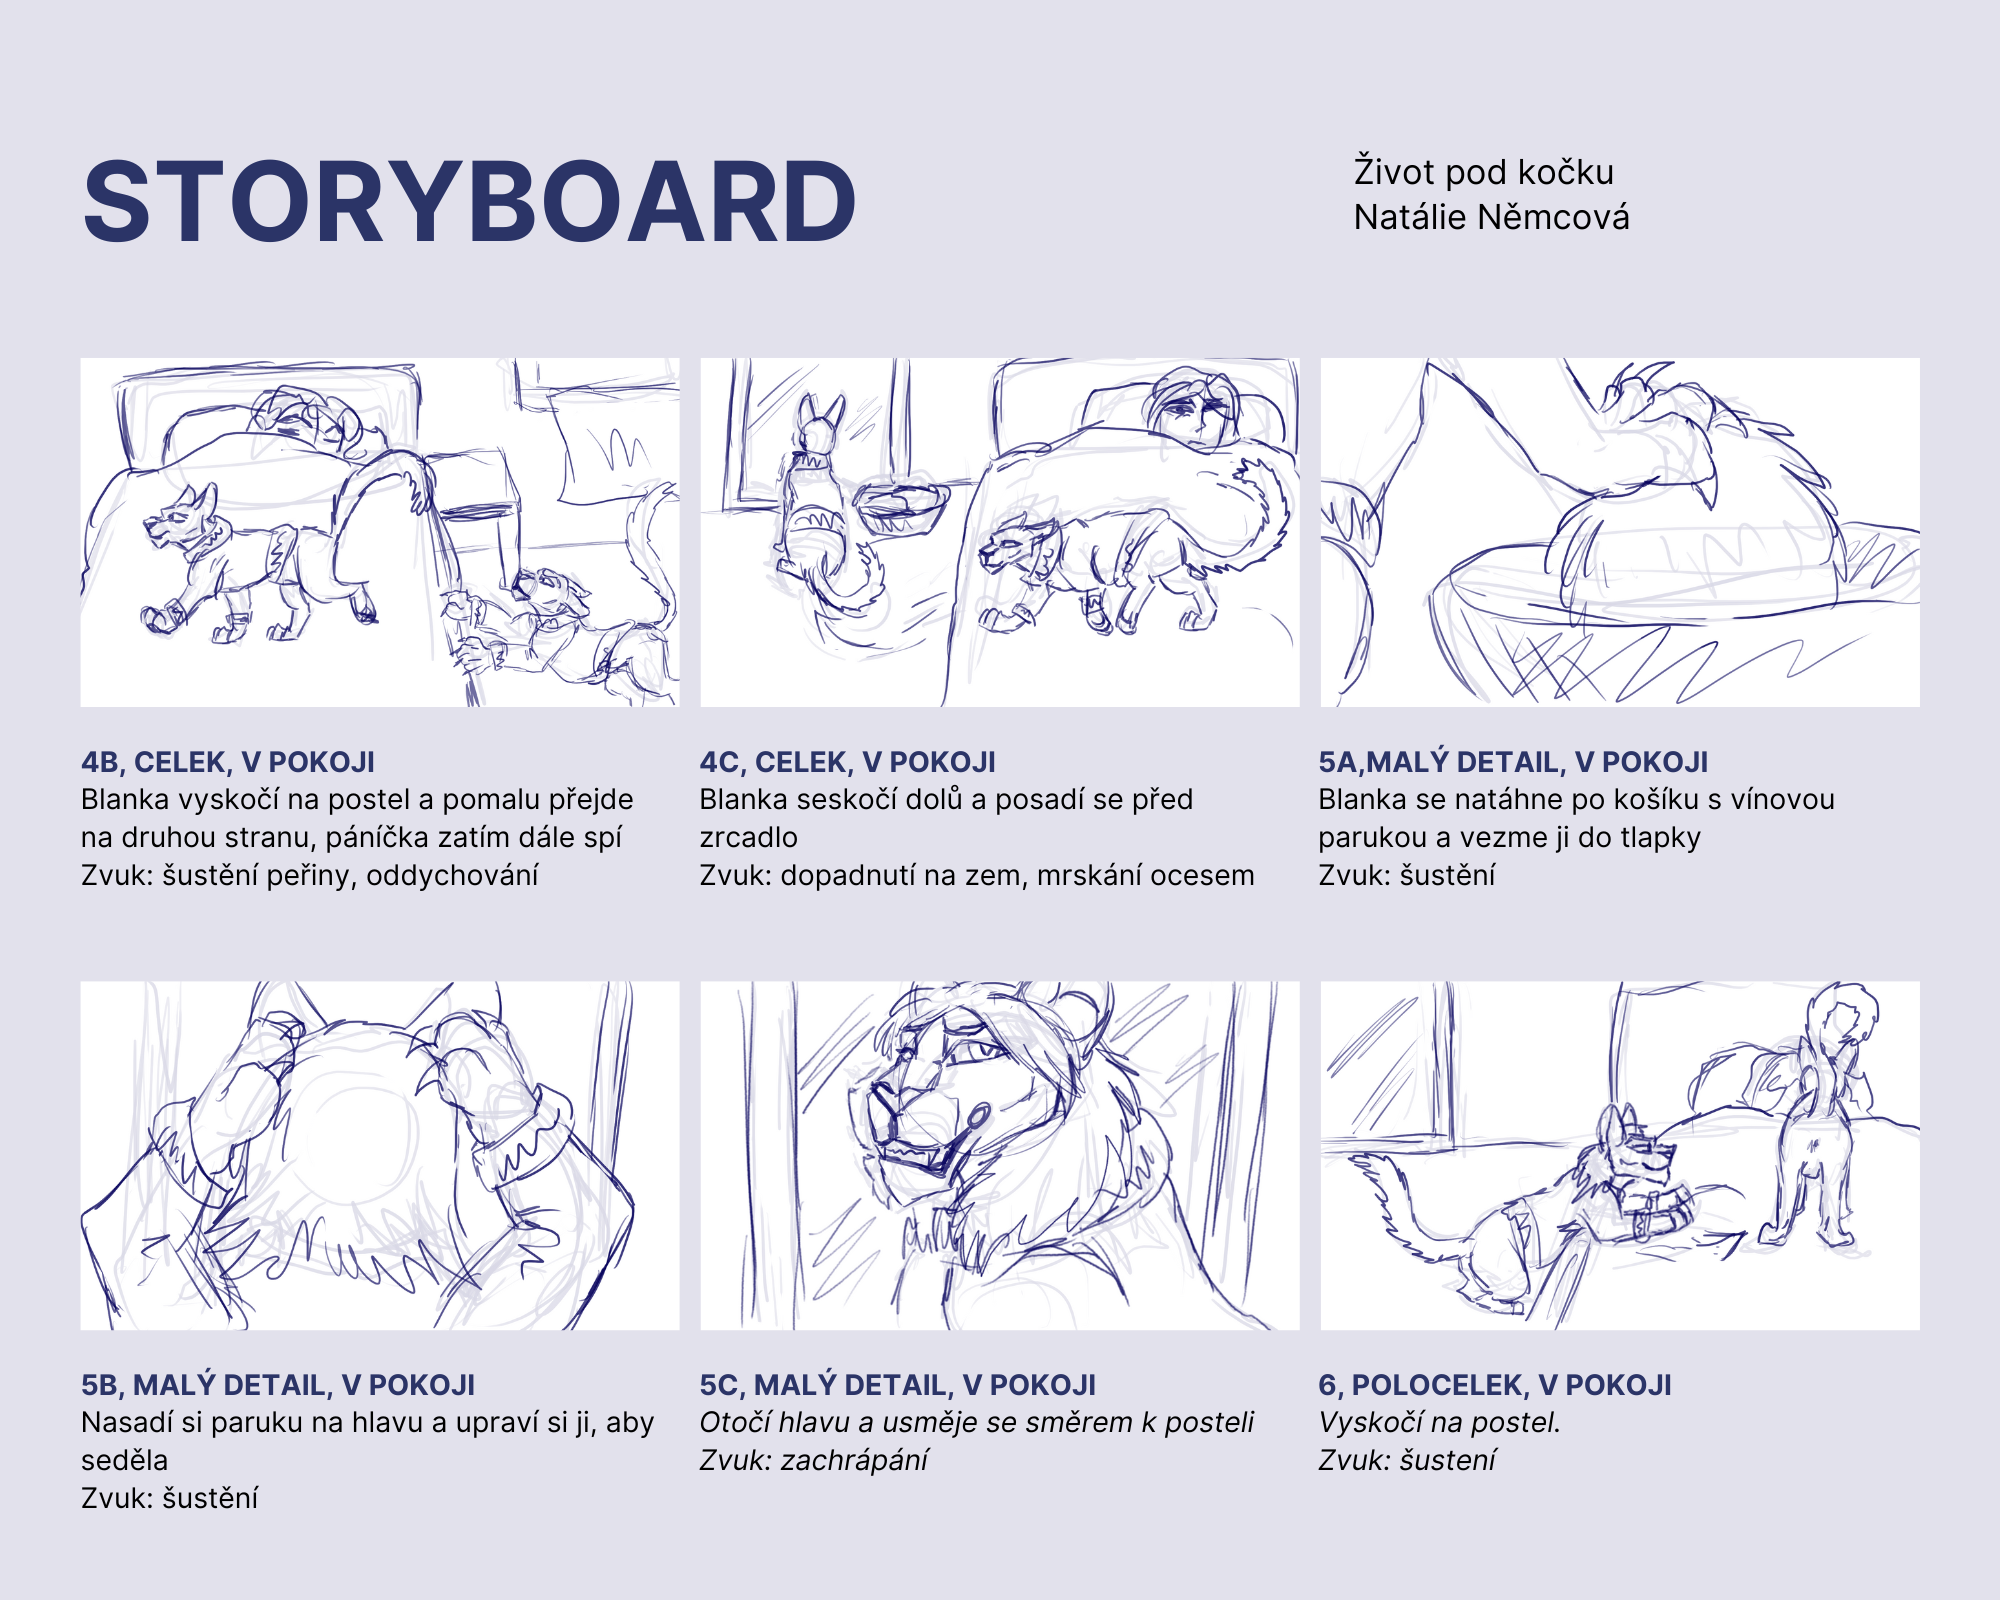 STORYBOARD
Život pod kočku
Natálie Němcová
4B, CELEK, V POKOJI
Blanka vyskočí na postel a pomalu přejde
na druhou stranu, páníčka zatím dále spí
Zvuk: šustění peřiny, oddychování
4C, CELEK, V POKOJI
Blanka seskočí dolů a posadí se před
zrcadlo
Zvuk: dopadnutí na zem, mrskání ocesem
5A,MALÝ DETAIL, V POKOJI
Blanka se natáhne po košíku s vínovou
parukou a vezme ji do tlapky
Zvuk: šustění
5B, MALÝ DETAIL, V POKOJI
Nasadí si paruku na hlavu a upraví si ji, aby
seděla
Zvuk: šustění
5C, MALÝ DETAIL, V POKOJI
Otočí hlavu a usměje se směrem k posteli
Zvuk: zachrápání
6, POLOCELEK, V POKOJI
Vyskočí na postel.
Zvuk: šustení